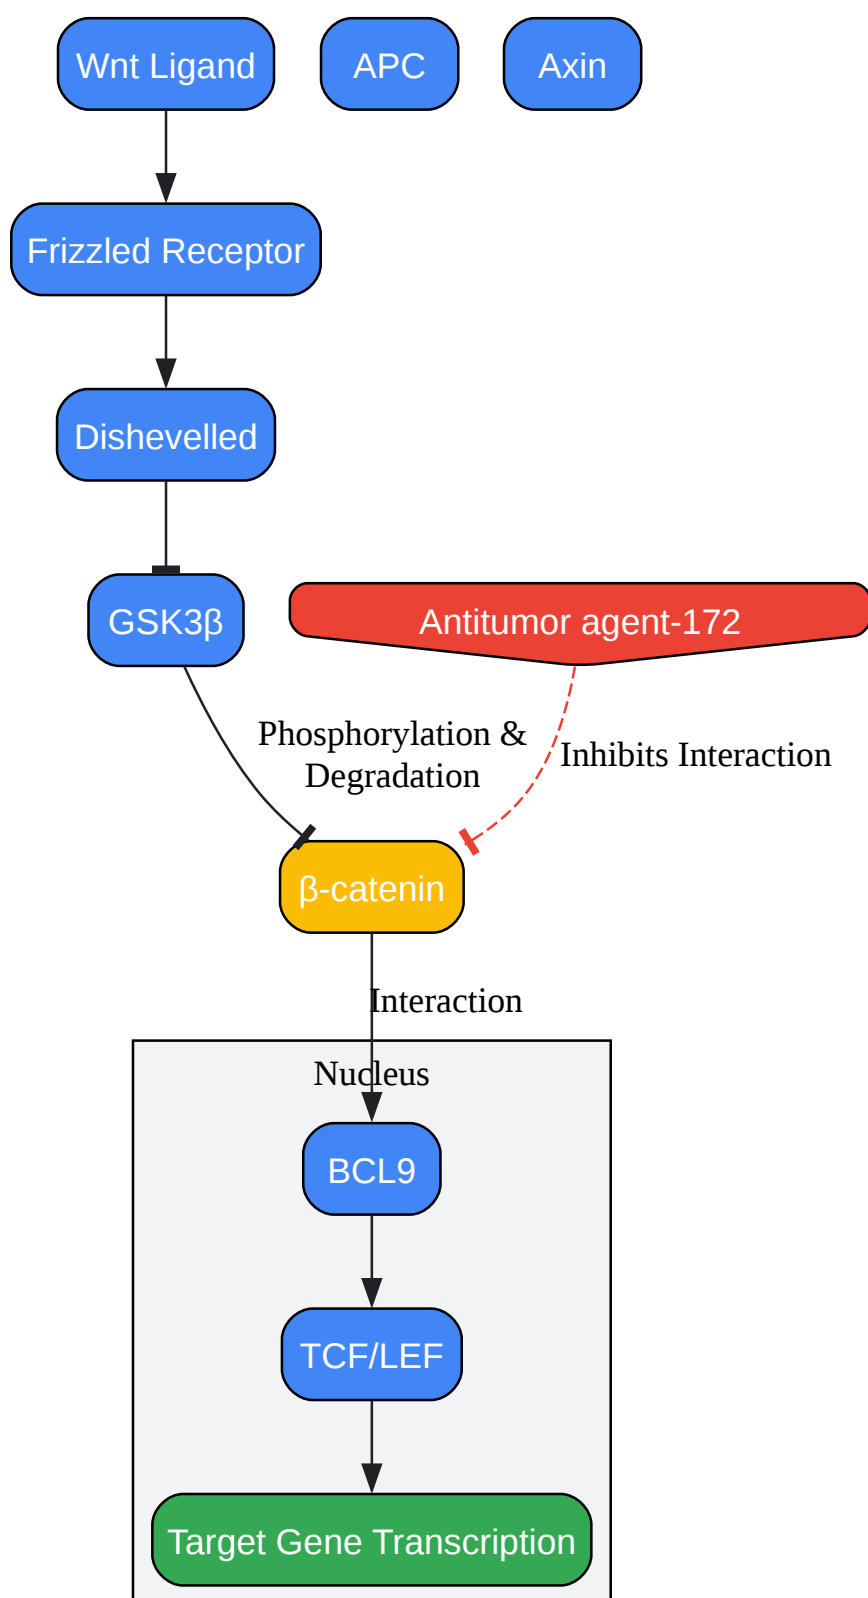 Wnt Ligand
APC
Axin
Frizzled Receptor
Dishevelled
GSK3β
Antitumor agent-172
Phosphorylation &
Degradation
Inhibits Interaction
β-catenin
Interaction
Nucleus
BCL9
TCF/LEF
Target Gene Transcription